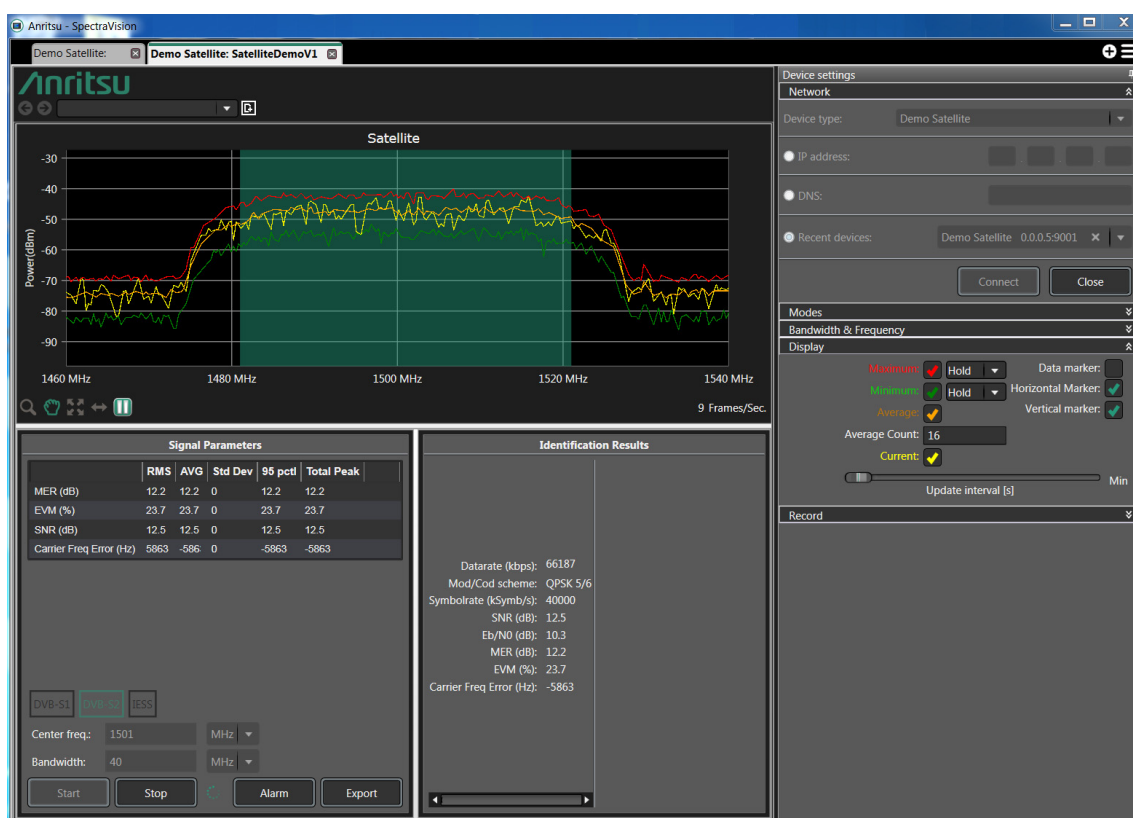 Anritsu - SpectraVision
Demo Satellite:
Demo Satellite: SatelliteDemoV1
Anritsu
Satellite
Power(dBm)
-30
-40
-50
-60
-70
-80
-90
1460 MHz 1480 MHz 1500 MHz 1520 MHz 1540 MHz
9 Frames/Sec.
Signal Parameters
RMS AVG Std Dev 95 pctl Total Peak
MER (dB) 12.2 12.2 0 12.2 12.2
EVM (%) 23.7 23.7 0 23.7 23.7
SNR (dB) 12.5 12.5 0 12.5 12.5
Carrier Freq Error (Hz) 5863 -586 0 -5863 -5863
DVB-S1 DVB-S2 IESS
Center freq.: 1501 MHz
Bandwidth: 40 MHz
Start Stop Alarm Export
Identification Results
Datarate (kbps): 66187
Mod/Cod scheme: QPSK 5/6
Symbolrate (kSymb/s): 40000
SNR (dB): 12.5
Eb/N0 (dB): 10.3
MER (dB): 12.2
EVM (%): 23.7
Carrier Freq Error (Hz): -5863
Device settings
Network
Device type: Demo Satellite
IP address:
DNS:
Recent devices: Demo Satellite 0.0.0.5:9001
Connect Close
Modes
Bandwidth & Frequency
Display
Maximum: Hold Data marker:
Minimum: Hold Horizontal Marker:
Average: Vertical marker:
Average Count: 16
Current:
Min
Update interval [s]
Record